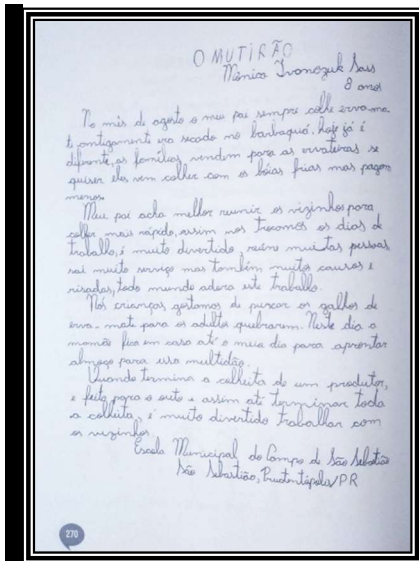 O MUTIRÃO
Mônica Ivonczuk Sass
8 anos
No mês de agosto o meu pai sempre colhe erva-ma
te antigamente era secado no barbaquá, hoje já é
difrente, as famílias vendem para as ervateiras se
quiser eles vem colher com os bóias frias mas pagam
menos.
Meu pai acha melhor reunir os vizinhos para
colher mais rápido, assim nos trocamos os dias de
trabalho, é muito divertido, reúne muitas pessoas
sai muito serviço mas também muitos causos e
risadas, todo mundo adora este trabalho.
Nós crianças gostamos de puxar os galhos de
erva-mate para os adultos quebrarem. Neste dia a
mamãe fica em casa até o meio dia para aprontar
almoço para essa multidão.
Quando termina a colheita de um produtor,
é feito para o outo e assim até terminar toda
a colheita, é muito divertido trabalhar com
os vizinhos.
Escola Municipal do Campo de São Sebastião
São Sebastião, Prudentópolis/PR
270